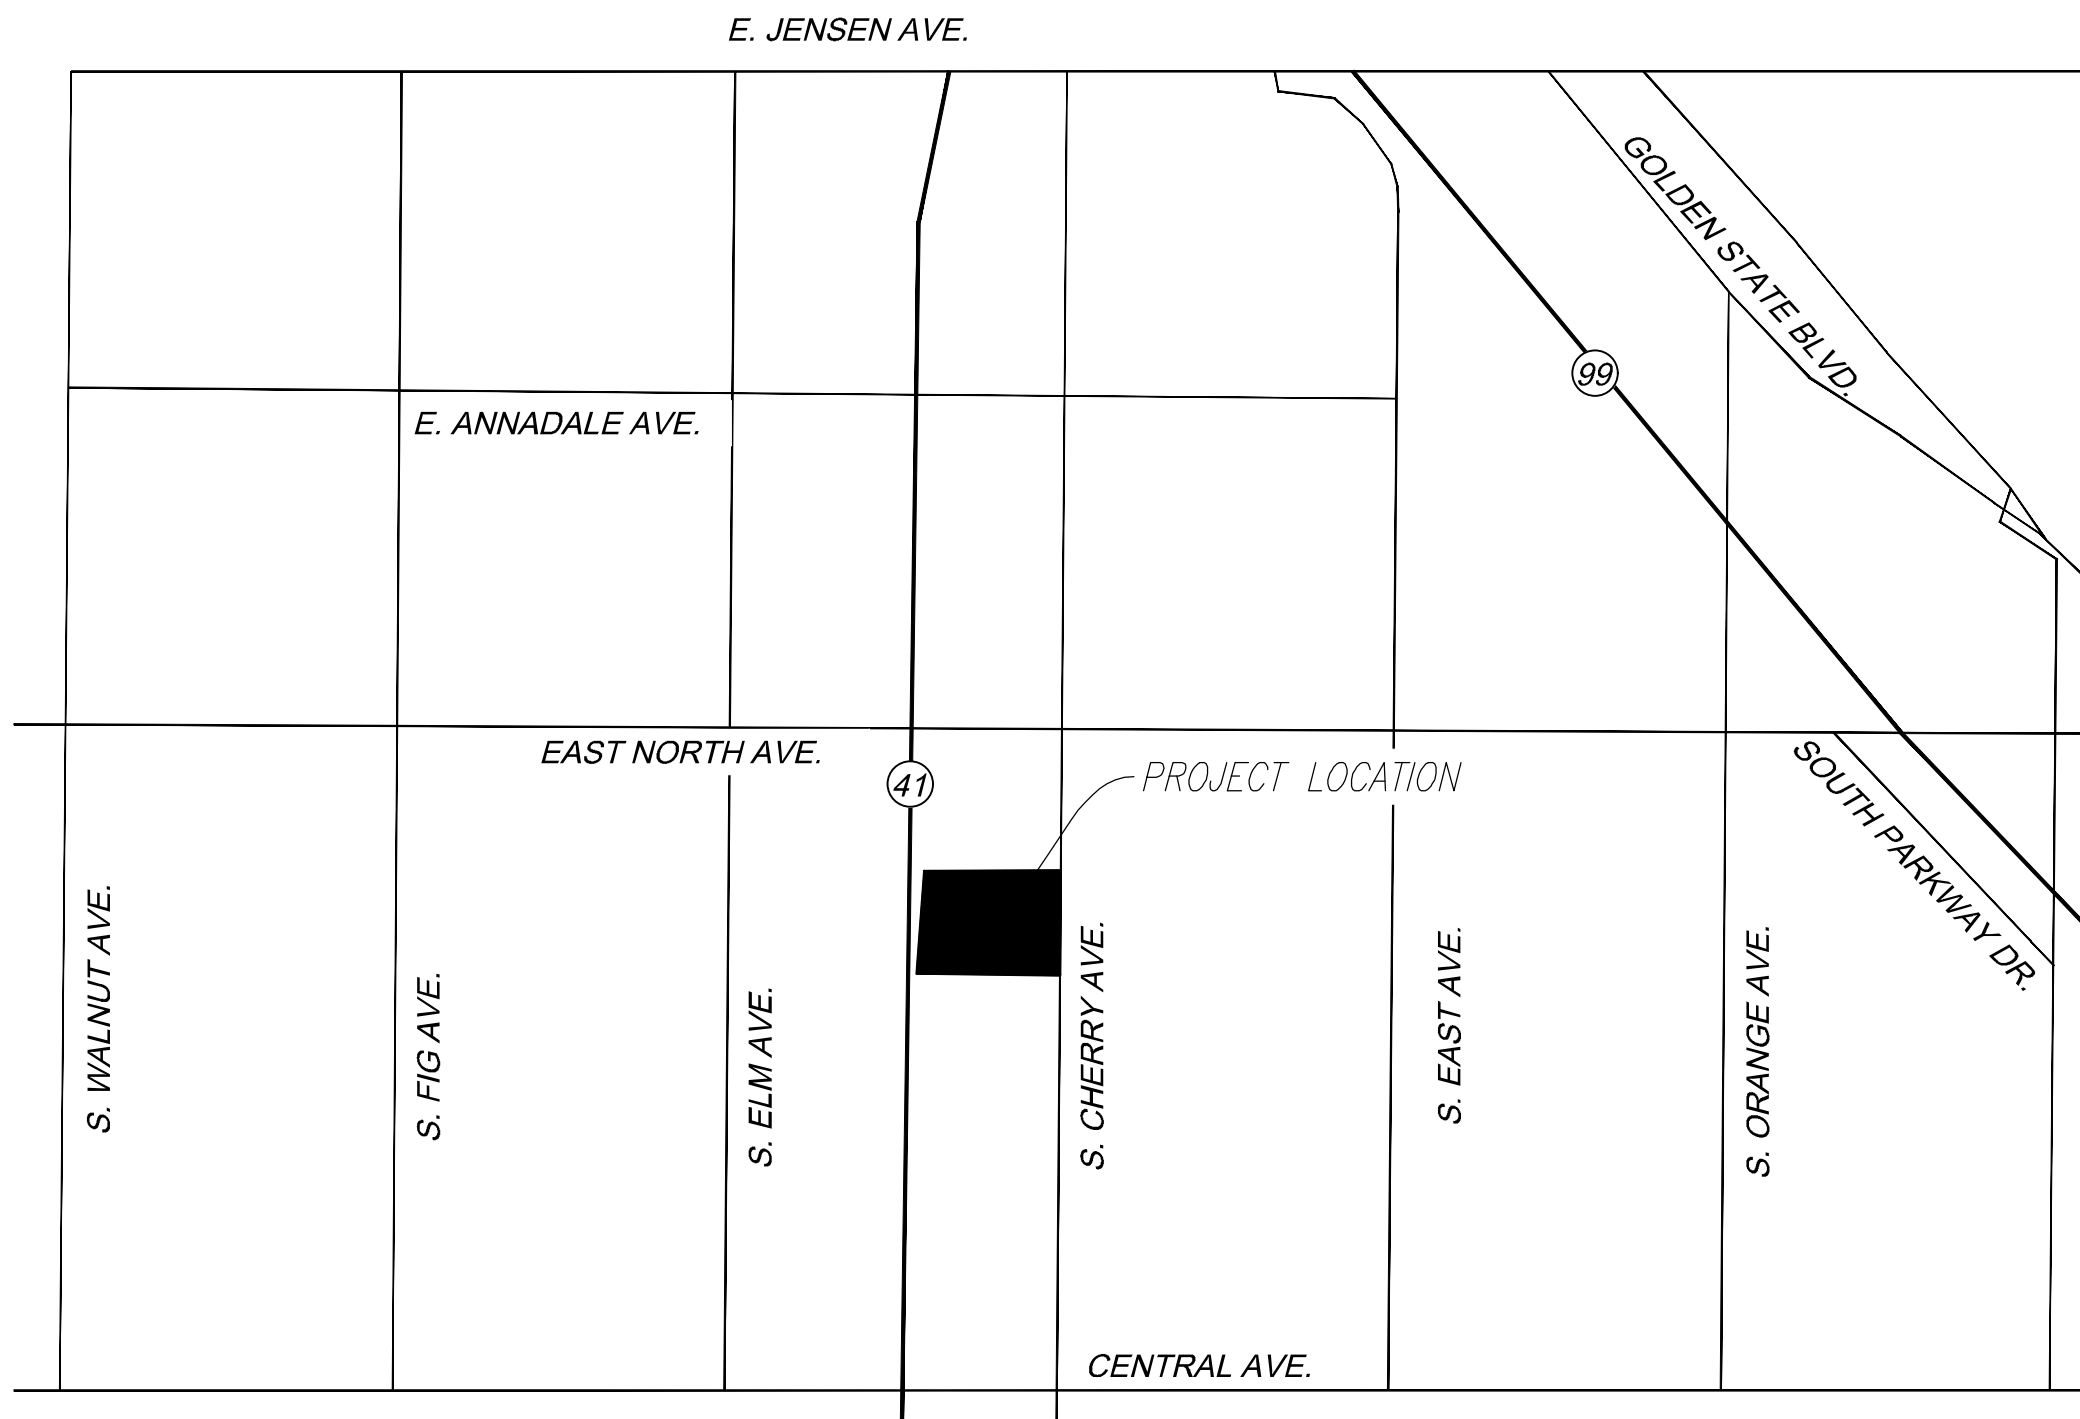 E. JENSEN AVE.
GOLDEN STATE BLVD.
99
E. ANNADALE AVE.
EAST NORTH AVE.
41
PROJECT LOCATION
SOUTH PARKWAY DR.
S. WALNUT AVE.
S. FIG AVE.
S. ELM AVE.
S. CHERRY AVE.
S. EAST AVE.
S. ORANGE AVE.
CENTRAL AVE.